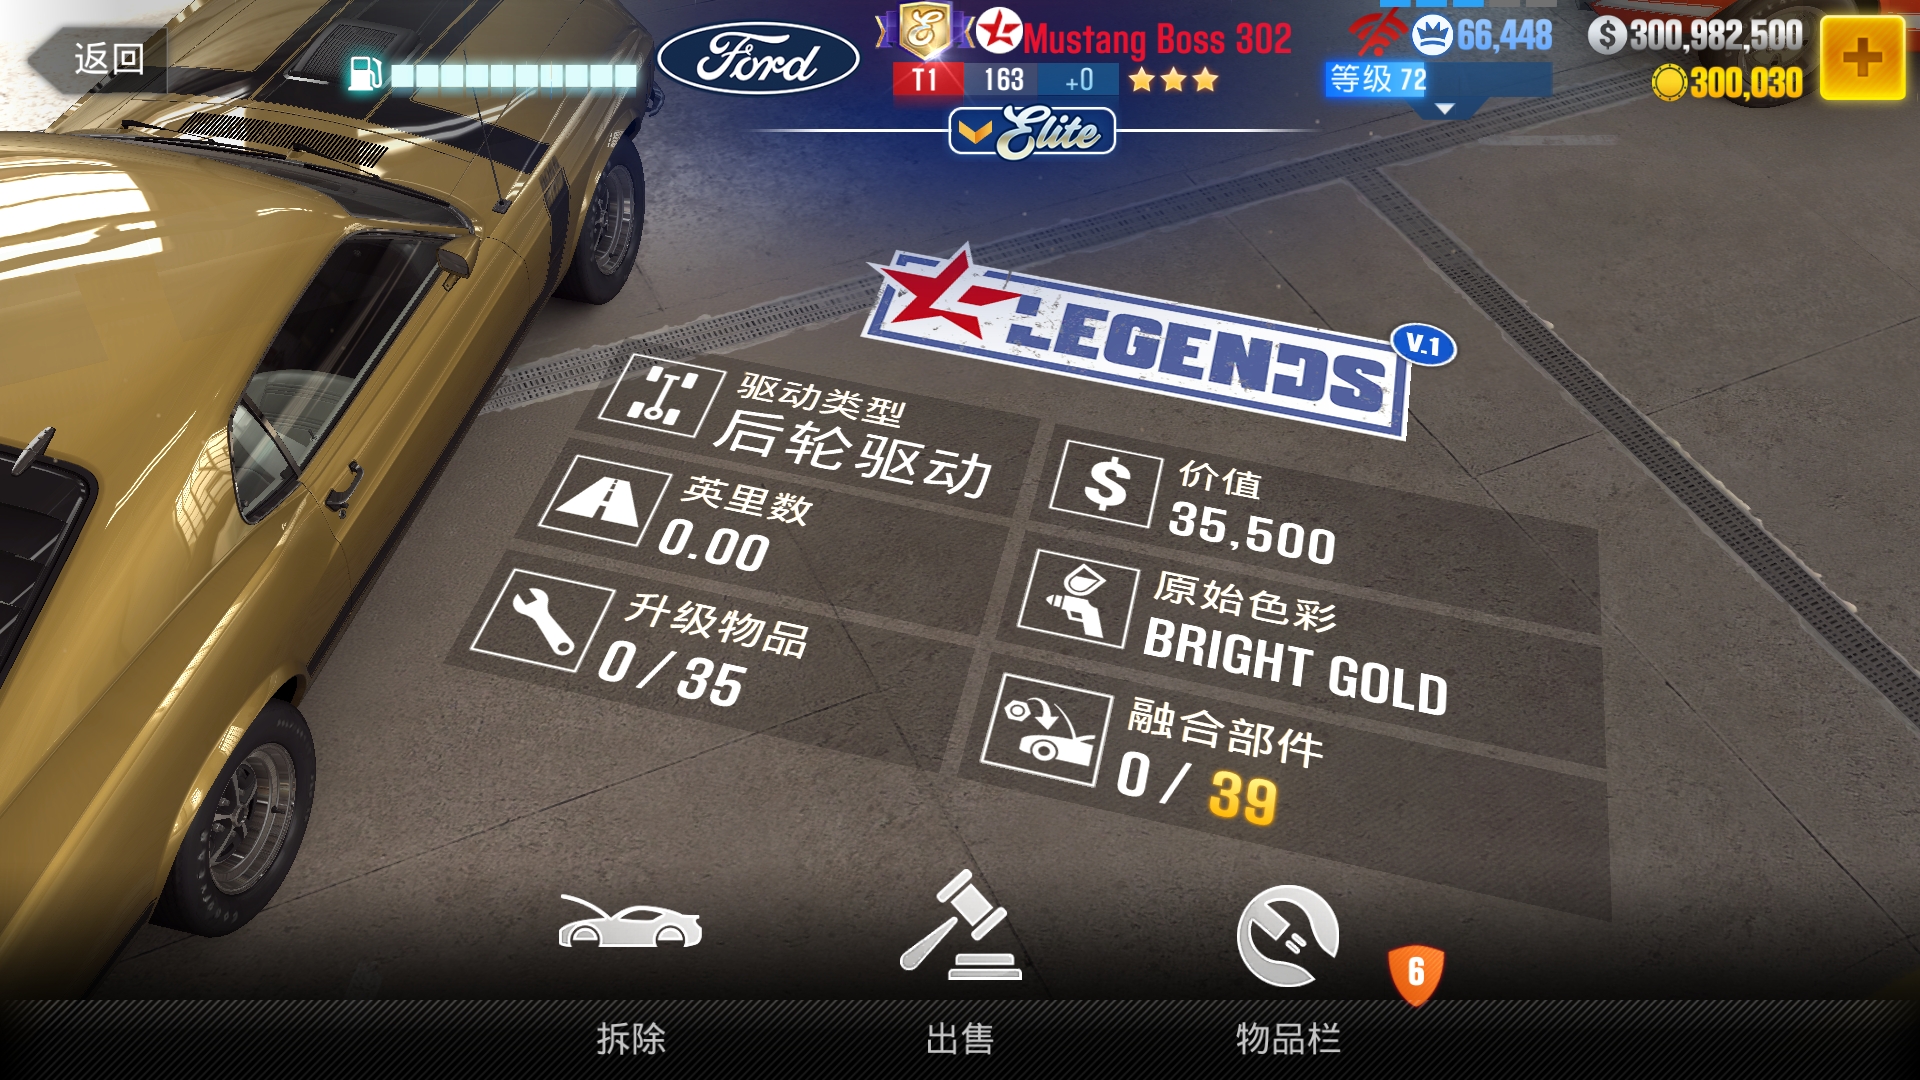 返回
Ford
Mustang Boss 302
66,448
$ 300,982,500
T1 163 +0
等级 72
300,030
Elite
LEGENDS
V.1
驱动类型
后轮驱动
英里数
0.00
升级物品
0 / 35
价值
35,500
原始色彩
BRIGHT GOLD
融合部件
0 / 39
6
拆除
出售
物品栏